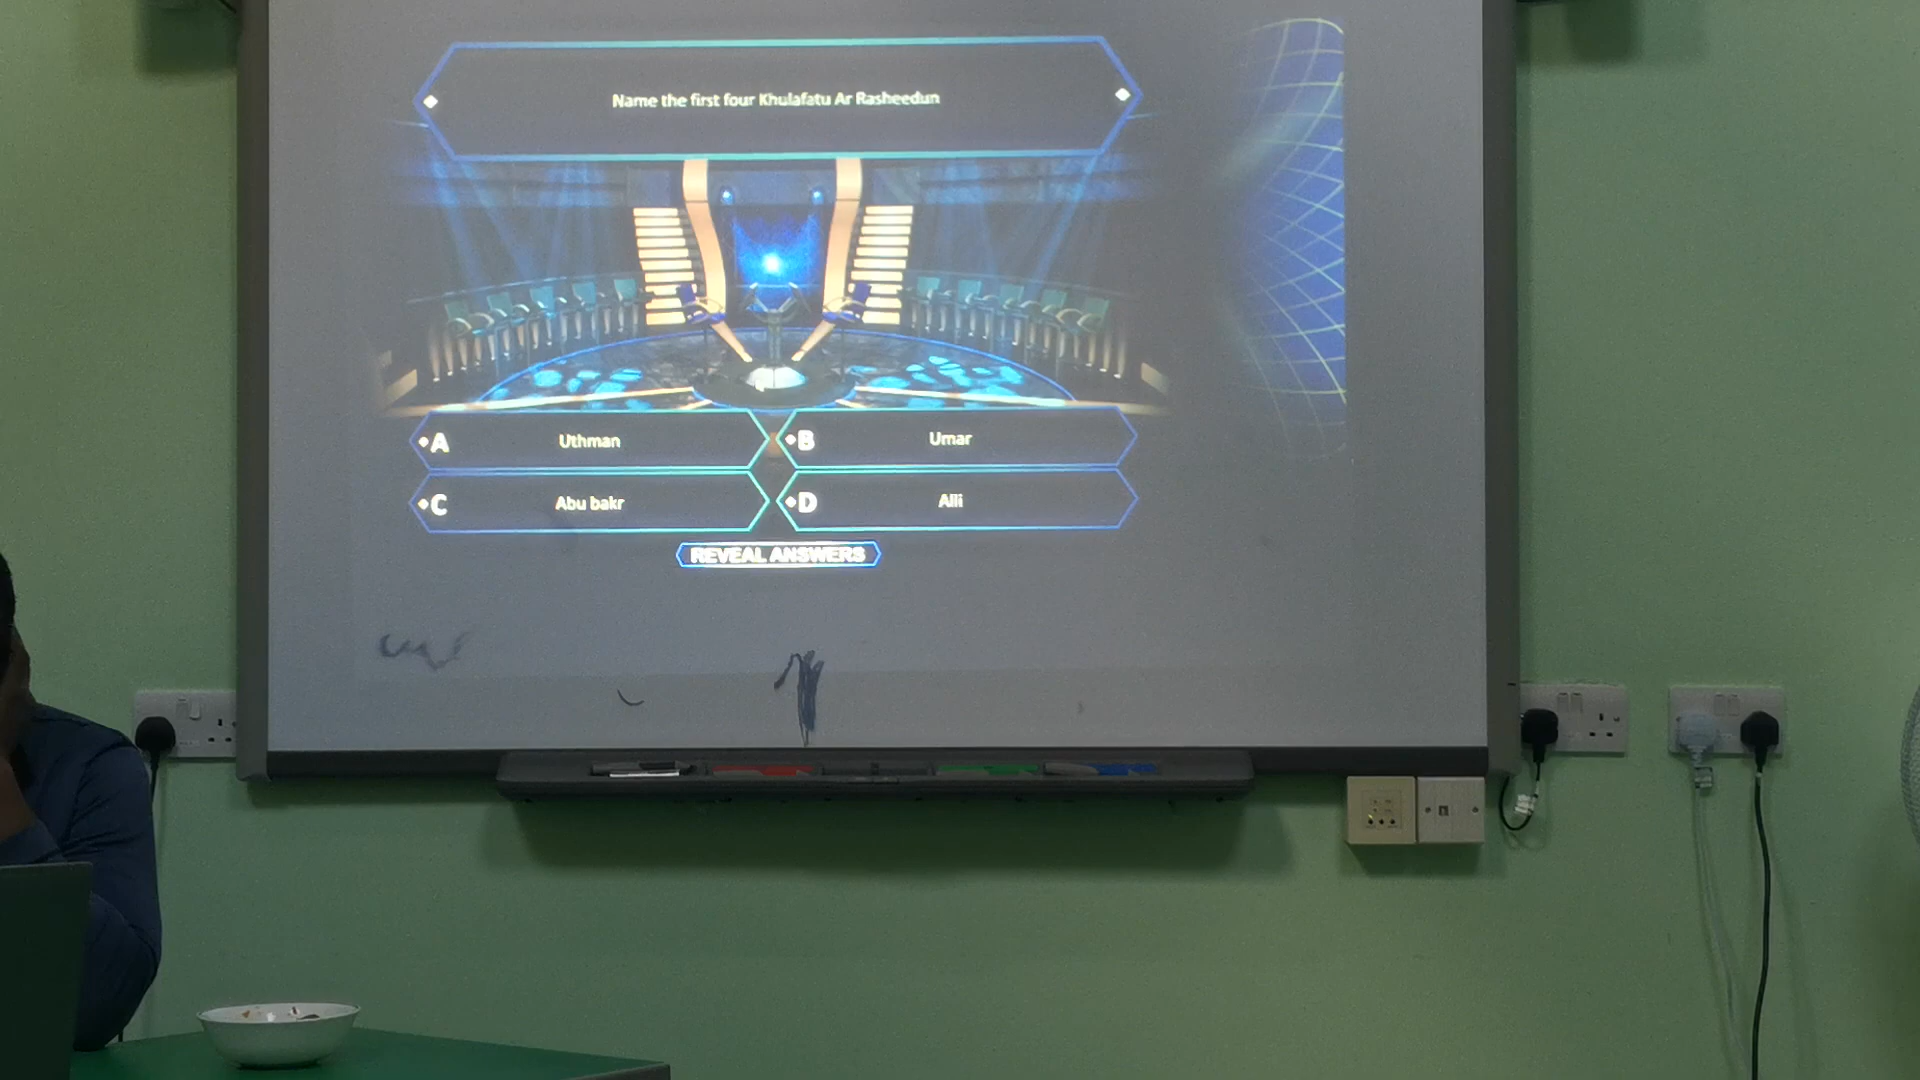 Name the first four Khulafatu Ar Rasheedun
A Uthman
B Umar
C Abu bakr
D Alli
REVEAL ANSWERS